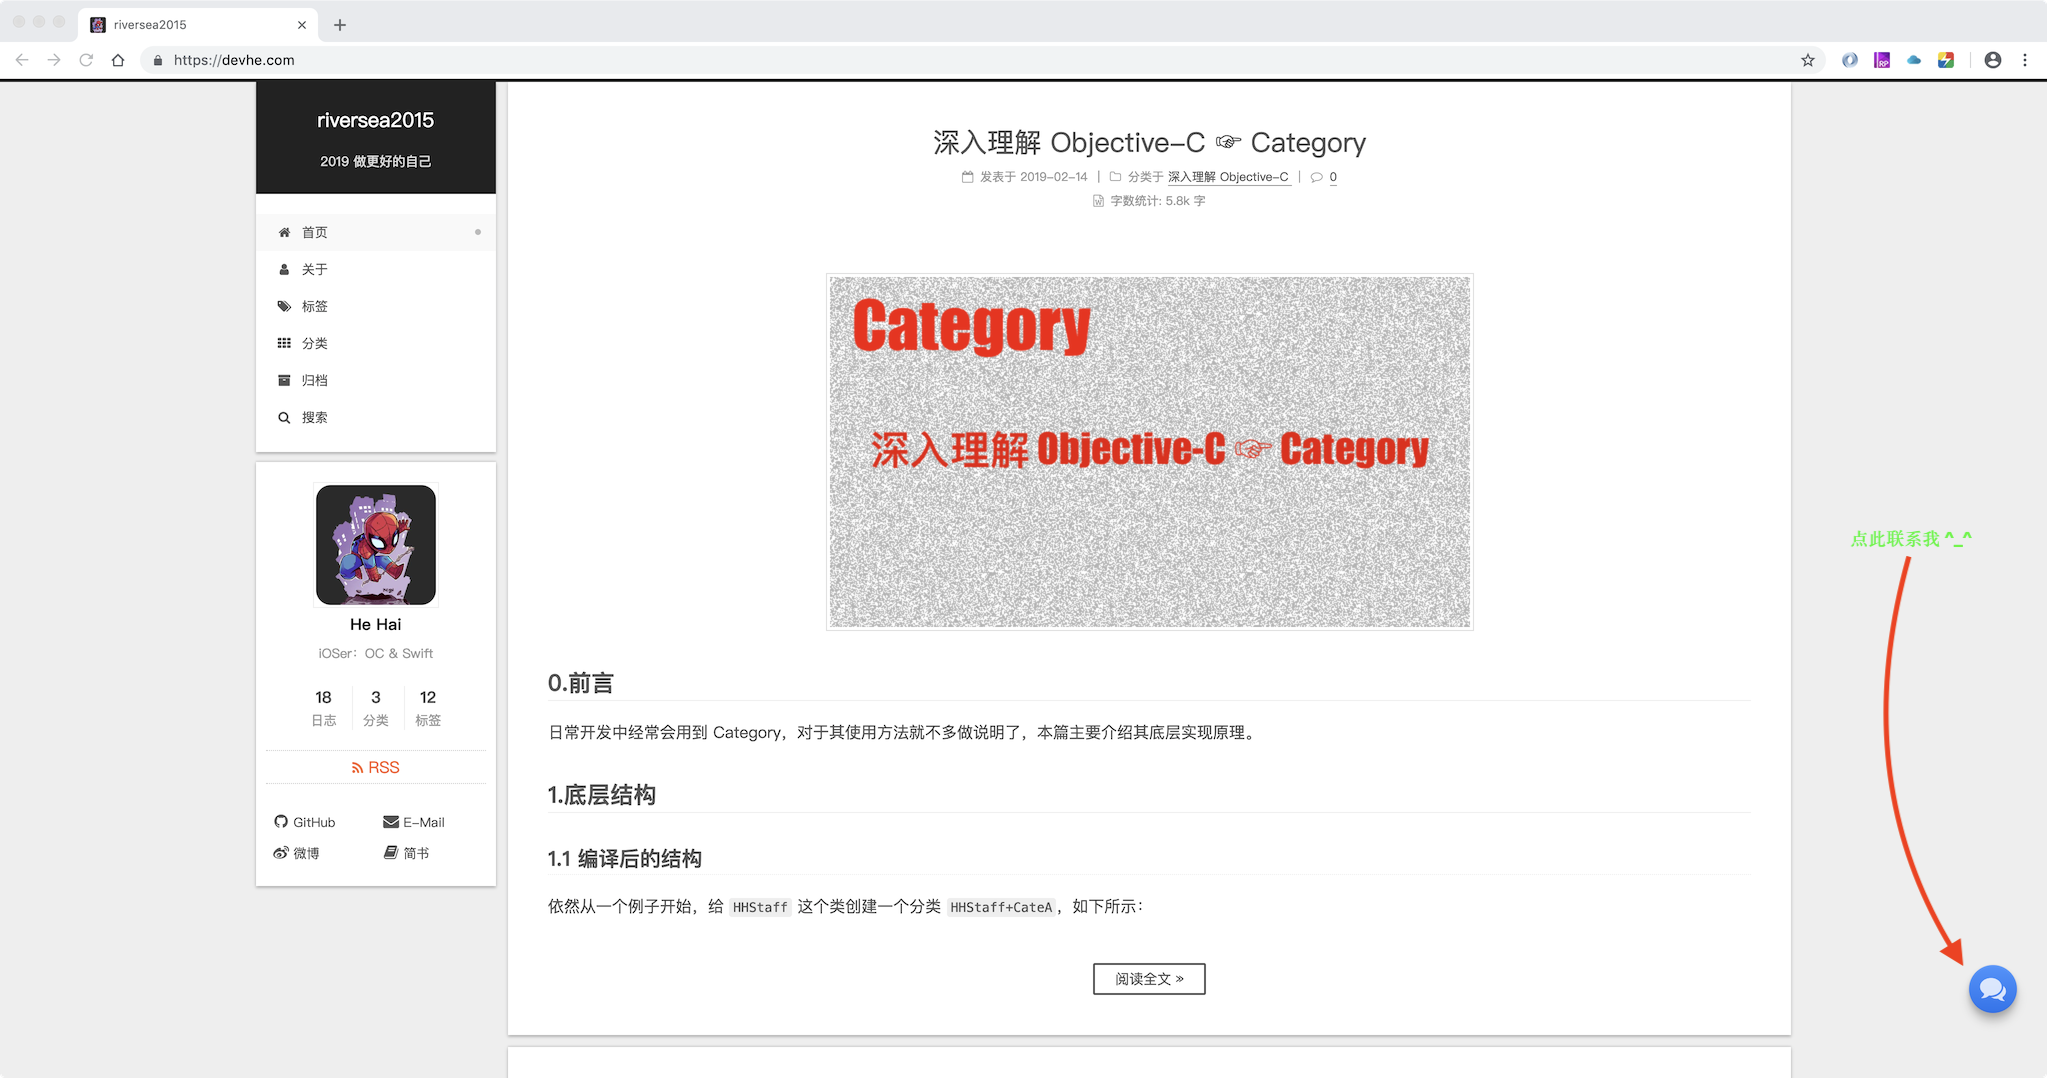 riversea2015
https://devhe.com
RP
riversea2015
2019 做更好的自己
首页
关于
标签
分类
归档
搜索
He Hai
iOSer：OC & Swift
18 3 12
日志 分类 标签
RSS
GitHub E-Mail
微博 简书
深入理解 Objective-C ☞ Category
发表于 2019-02-14 | 分类于 深入理解 Objective-C | 0
字数统计: 5.8k 字
Category
深入理解 Objective-C ☞ Category
0.前言
日常开发中经常会用到 Category，对于其使用方法就不多做说明了，本篇主要介绍其底层实现原理。
1.底层结构
1.1 编译后的结构
依然从一个例子开始，给 HHStaff 这个类创建一个分类 HHStaff+CateA，如下所示：
阅读全文 »
点此联系我 ^_^